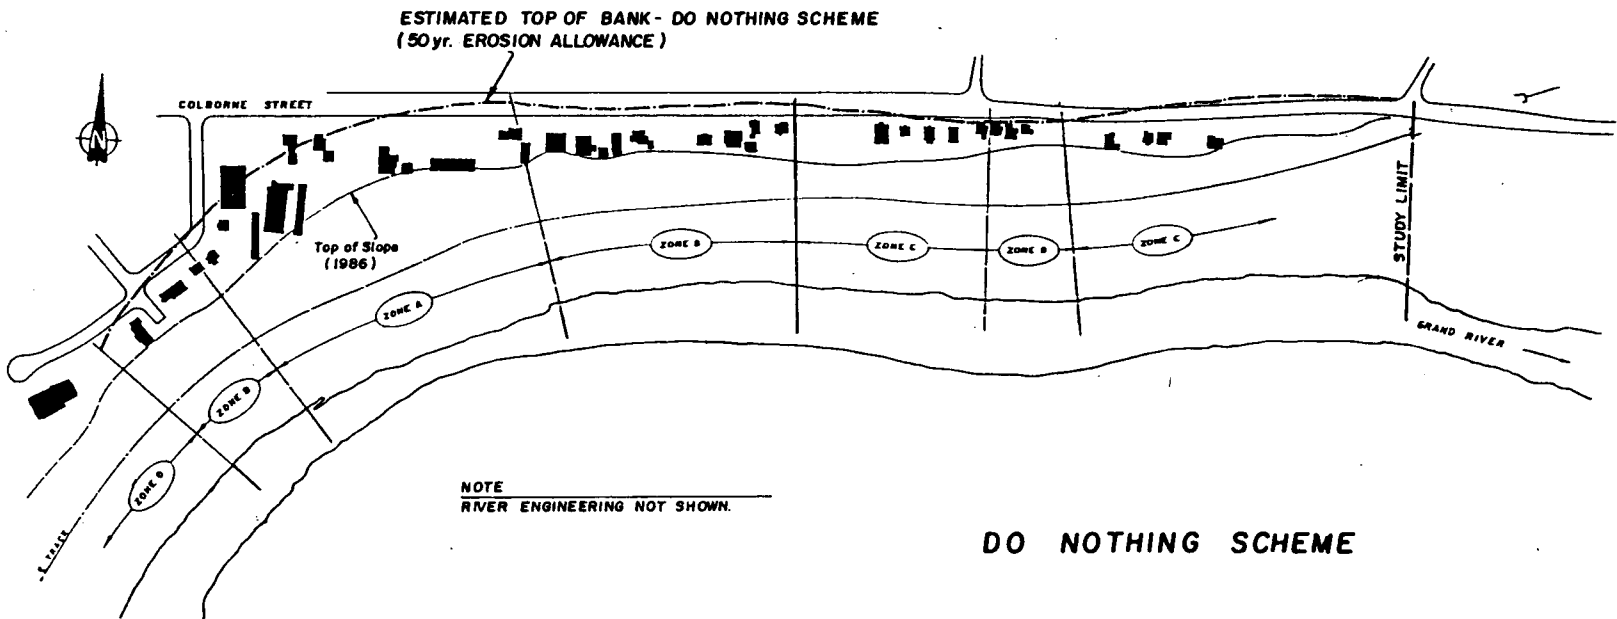 ESTIMATED TOP OF BANK - DO NOTHING SCHEME
(50 yr. EROSION ALLOWANCE)
COLBORNE STREET
N
Top of Slope
(1986)
STUDY LIMIT
ZONE B
ZONE C
ZONE B
ZONE C
ZONE A
ZONE B
ZONE D
GRAND RIVER
TRACK
NOTE
RIVER ENGINEERING NOT SHOWN.
DO NOTHING SCHEME